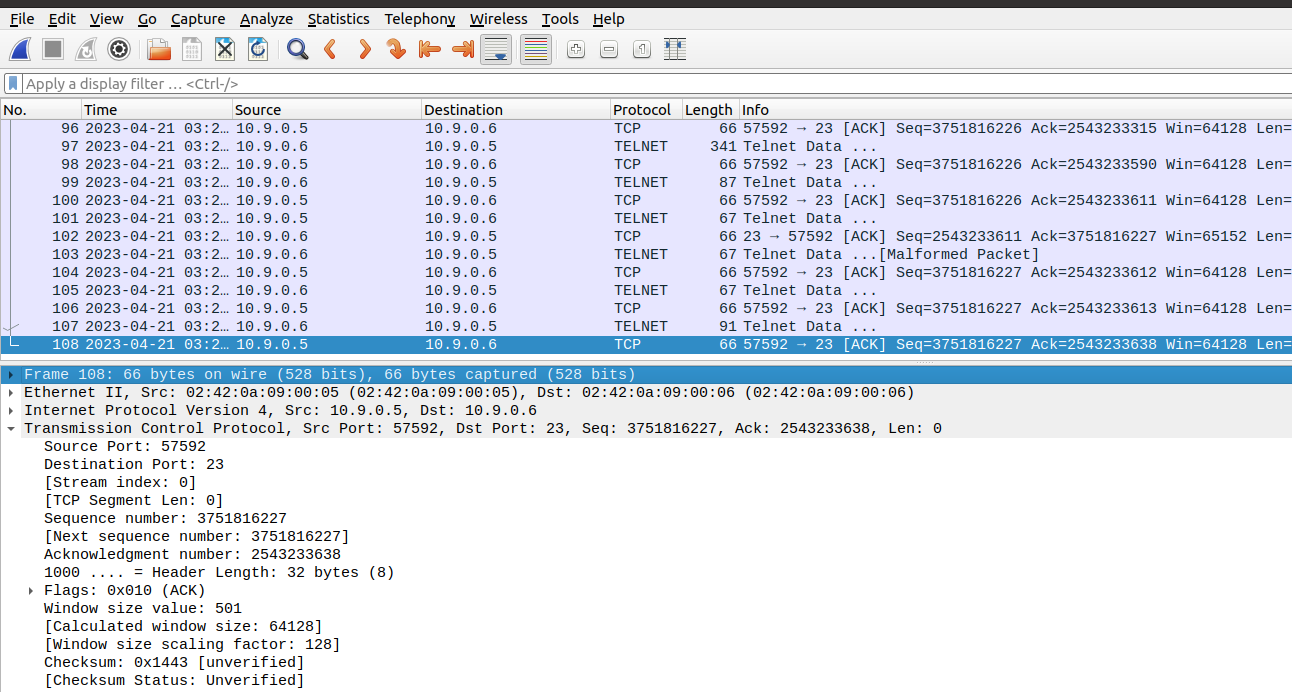 File Edit View Go Capture Analyze Statistics Telephony Wireless Tools Help
Apply a display filter … <Ctrl-/>
No. Time Source Destination Protocol Length Info
96 2023-04-21 03:2… 10.9.0.5 10.9.0.6 TCP 66 57592 → 23 [ACK] Seq=3751816226 Ack=2543233315 Win=64128 Len=
97 2023-04-21 03:2… 10.9.0.6 10.9.0.5 TELNET 341 Telnet Data ...
98 2023-04-21 03:2… 10.9.0.5 10.9.0.6 TCP 66 57592 → 23 [ACK] Seq=3751816226 Ack=2543233590 Win=64128 Len=
99 2023-04-21 03:2… 10.9.0.6 10.9.0.5 TELNET 87 Telnet Data ...
100 2023-04-21 03:2… 10.9.0.5 10.9.0.6 TCP 66 57592 → 23 [ACK] Seq=3751816226 Ack=2543233611 Win=64128 Len=
101 2023-04-21 03:2… 10.9.0.6 10.9.0.5 TELNET 67 Telnet Data ...
102 2023-04-21 03:2… 10.9.0.6 10.9.0.5 TCP 66 23 → 57592 [ACK] Seq=2543233611 Ack=3751816227 Win=65152 Len=
103 2023-04-21 03:2… 10.9.0.6 10.9.0.5 TELNET 67 Telnet Data ...[Malformed Packet]
104 2023-04-21 03:2… 10.9.0.5 10.9.0.6 TCP 66 57592 → 23 [ACK] Seq=3751816227 Ack=2543233612 Win=64128 Len=
105 2023-04-21 03:2… 10.9.0.6 10.9.0.5 TELNET 67 Telnet Data ...
106 2023-04-21 03:2… 10.9.0.5 10.9.0.6 TCP 66 57592 → 23 [ACK] Seq=3751816227 Ack=2543233613 Win=64128 Len=
107 2023-04-21 03:2… 10.9.0.6 10.9.0.5 TELNET 91 Telnet Data ...
108 2023-04-21 03:2… 10.9.0.5 10.9.0.6 TCP 66 57592 → 23 [ACK] Seq=3751816227 Ack=2543233638 Win=64128 Len=
Frame 108: 66 bytes on wire (528 bits), 66 bytes captured (528 bits)
Ethernet II, Src: 02:42:0a:09:00:05 (02:42:0a:09:00:05), Dst: 02:42:0a:09:00:06 (02:42:0a:09:00:06)
Internet Protocol Version 4, Src: 10.9.0.5, Dst: 10.9.0.6
Transmission Control Protocol, Src Port: 57592, Dst Port: 23, Seq: 3751816227, Ack: 2543233638, Len: 0
Source Port: 57592
Destination Port: 23
[Stream index: 0]
[TCP Segment Len: 0]
Sequence number: 3751816227
[Next sequence number: 3751816227]
Acknowledgment number: 2543233638
1000 .... = Header Length: 32 bytes (8)
Flags: 0x010 (ACK)
Window size value: 501
[Calculated window size: 64128]
[Window size scaling factor: 128]
Checksum: 0x1443 [unverified]
[Checksum Status: Unverified]